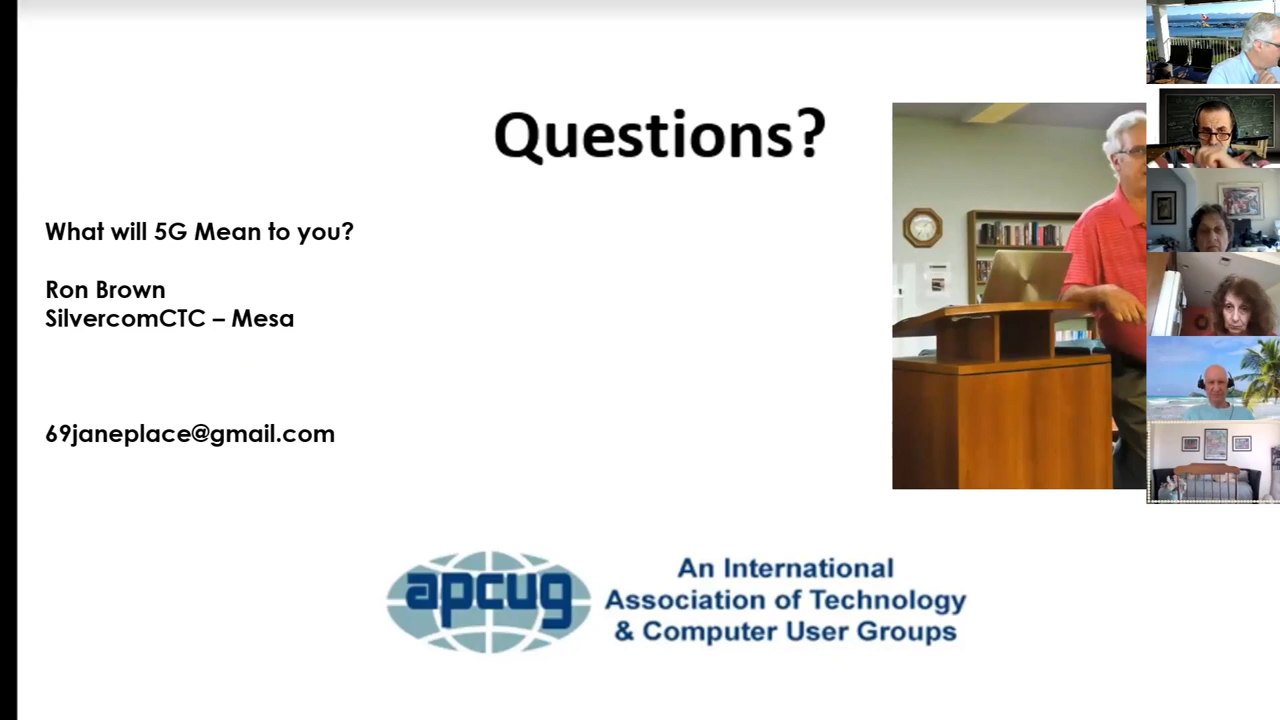 Questions?
What will 5G Mean to you?
Ron Brown
SilvercomCTC – Mesa
69janeplace@gmail.com
apcug
An International
Association of Technology
& Computer User Groups